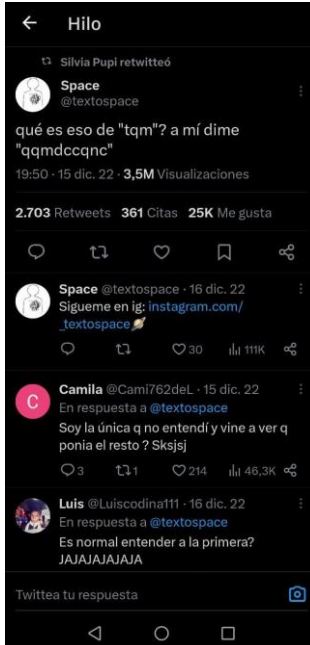 Hilo
Silvia Pupi retwitteó
Space
@textospace
qué es eso de "tqm"? a mí dime
"qqmdccqnc"
19:50 · 15 dic. 22 · 3,5M Visualizaciones
2.703 Retweets 361 Citas 25K Me gusta
Space @textospace · 16 dic. 22
Sigueme en ig: instagram.com/
_textospace🪐
30 111K
Camila @Cami762deL · 15 dic. 22
En respuesta a @textospace
Soy la única q no entendí y vine a ver q
ponia el resto ? Sksjsj
3 1 214 46,3K
Luis @Luiscodina111 · 16 dic. 22
En respuesta a @textospace
Es normal entender a la primera?
JAJAJAJAJAJA
Twittea tu respuesta